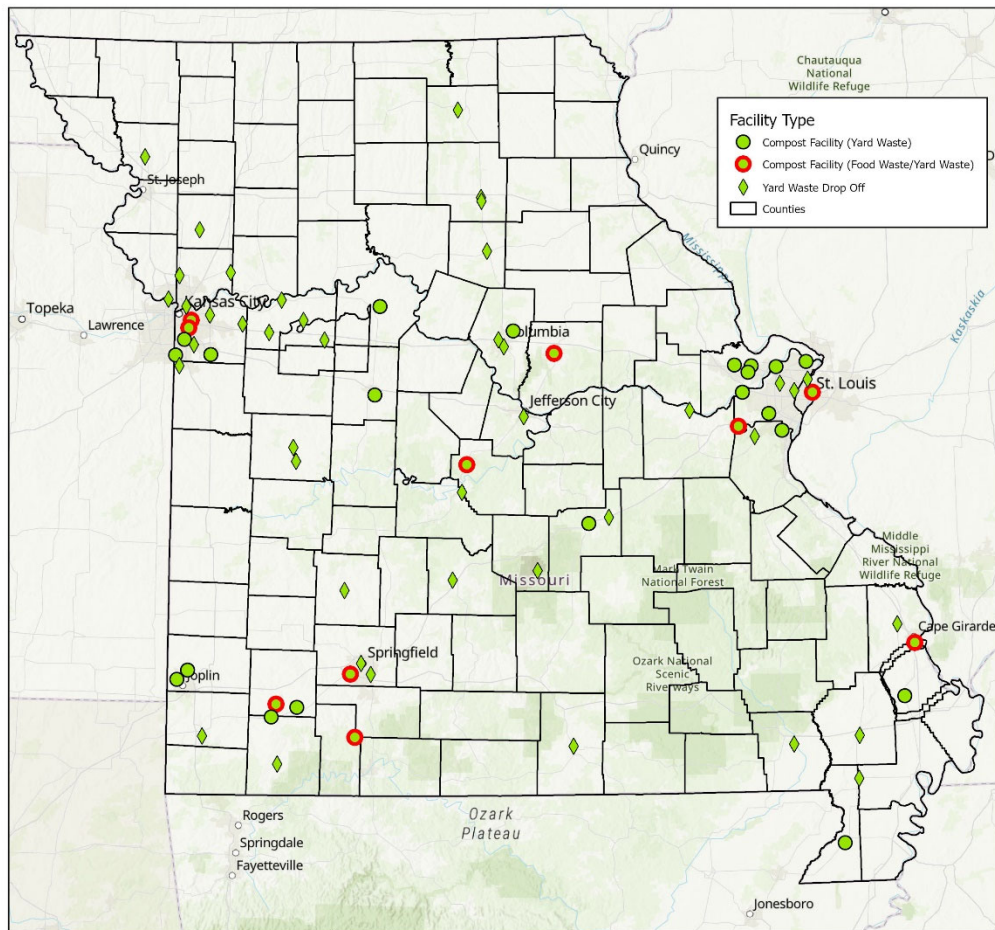 Chautauqua
National
Wildlife Refuge
Facility Type
Compost Facility (Yard Waste)
Compost Facility (Food Waste/Yard Waste)
Yard Waste Drop Off
Counties
Quincy
St. Joseph
Mississippi
Kaskaskia
Topeka
Kansas City
Lawrence
olumbia
St. Louis
Jefferson City
Middle
Mississippi
River National
Wildlife Refuge
Missouri
Mark Twain
National Forest
Cape Girarde
Springfield
Ozark National
Scenic
Riverways
oplin
Rogers
Ozark
Plateau
Springdale
Fayetteville
Jonesboro